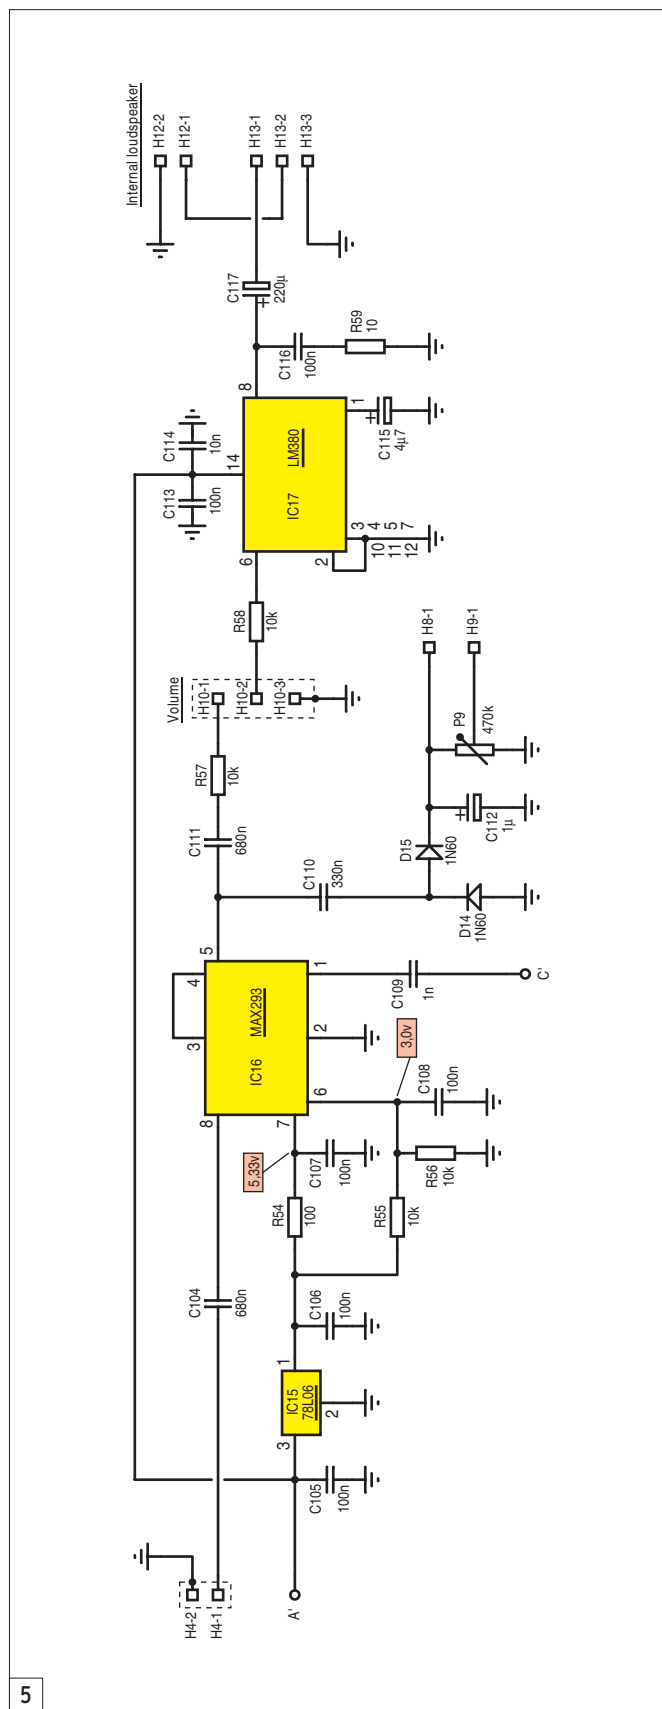 Internal loudspeaker
H12-2
H12-1
H13-1
H13-2
H13-3
C117
220µ
+
C116
100n
R59
10
8
1
14
6
2
LM380
IC17
C114
10n
C113
100n
+
C115
4µ7
3
4
5
7
10
11
12
R58
10k
Volume
H10-1
H10-2
H10-3
H8-1
H9-1
P9
470k
R57
10k
C111
680n
C110
330n
D15
1N60
+
C112
1µ
D14
1N60
5
4
3
8
1
2
6
7
MAX293
IC16
C109
1n
C'
3,0v
C108
100n
5,33v
C107
100n
R56
10k
R54
100
R55
10k
C104
680n
C106
100n
1
IC15
78L06
2
3
C105
100n
H4-2
H4-1
A'
5